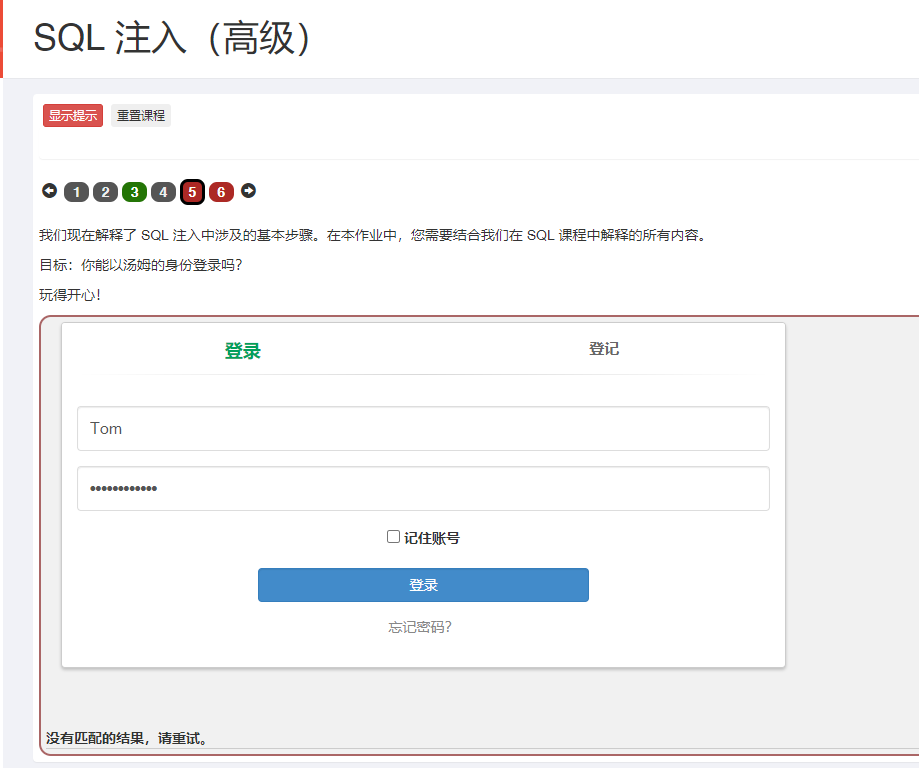 SQL 注入（高级）
显示提示 重置课程
1 2 3 4 5 6
我们现在解释了 SQL 注入中涉及的基本步骤。在本作业中，您需要结合我们在 SQL 课程中解释的所有内容。
目标：你能以汤姆的身份登录吗？
玩得开心！
登录 登记
Tom
••••••••••••
记住账号
登录
忘记密码？
没有匹配的结果，请重试。